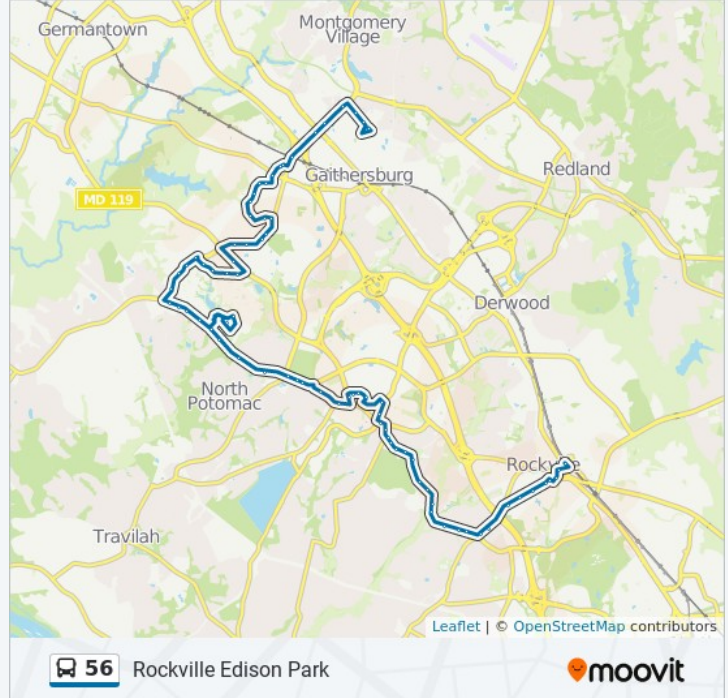 Germantown
Montgomery
Village
Gaithersburg
Redland
MD 119
Derwood
North
Potomac
Rockville
Travilah
Leaflet | © OpenStreetMap contributors
56 Rockville Edison Park
moovit